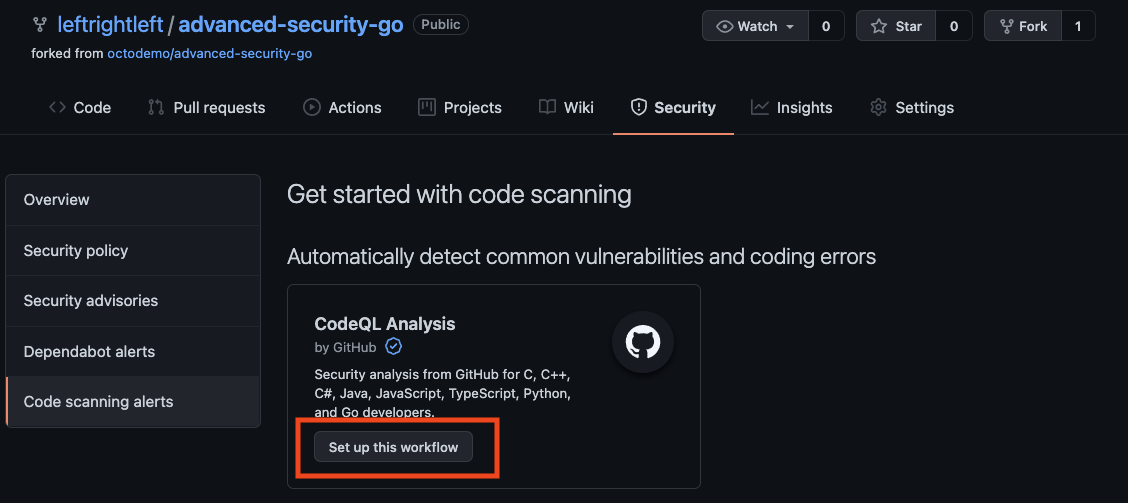 leftrightleft / advanced-security-go Public
Watch 0 Star 0 Fork 1
forked from octodemo/advanced-security-go
Code Pull requests Actions Projects Wiki Security Insights Settings
Overview
Security policy
Security advisories
Dependabot alerts
Code scanning alerts
Get started with code scanning
Automatically detect common vulnerabilities and coding errors
CodeQL Analysis
by GitHub
Security analysis from GitHub for C, C++,
C#, Java, JavaScript, TypeScript, Python,
and Go developers.
Set up this workflow